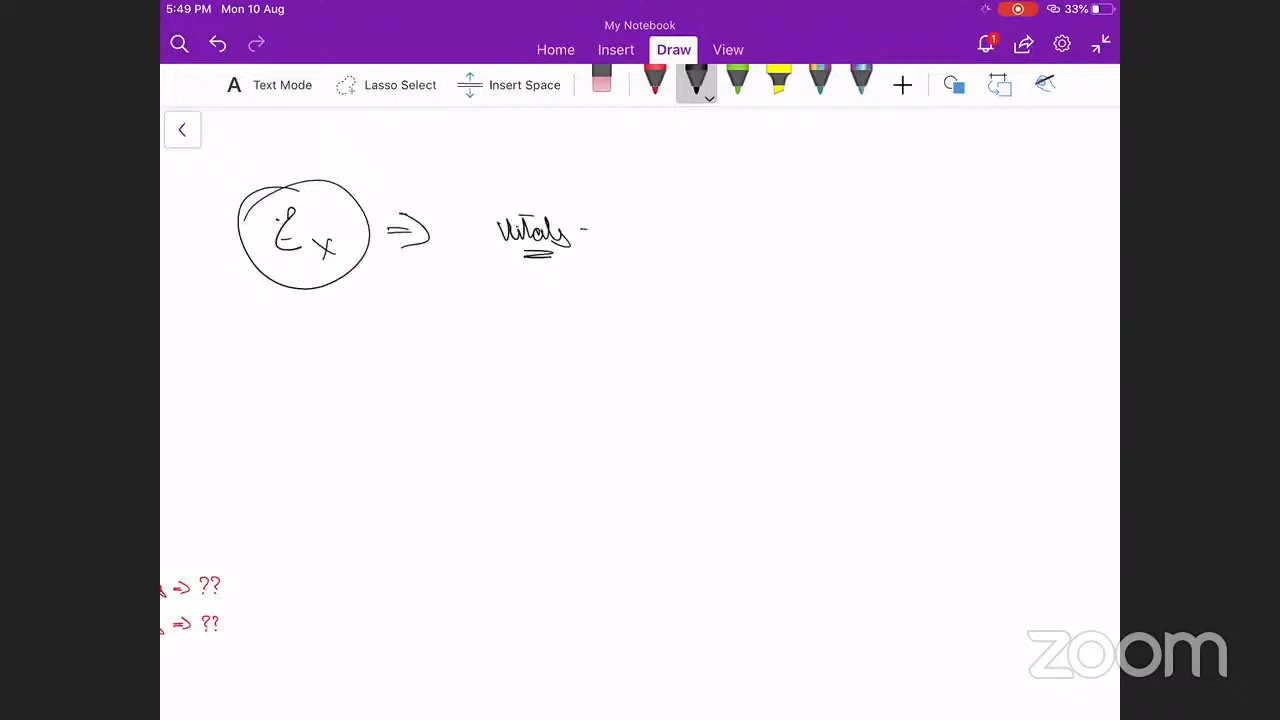 5:49 PM Mon 10 Aug
33%
My Notebook
Home Insert Draw View
1
A Text Mode Lasso Select Insert Space
Ex ⇒ Vitals -
⇒ ??
⇒ ??
zoom